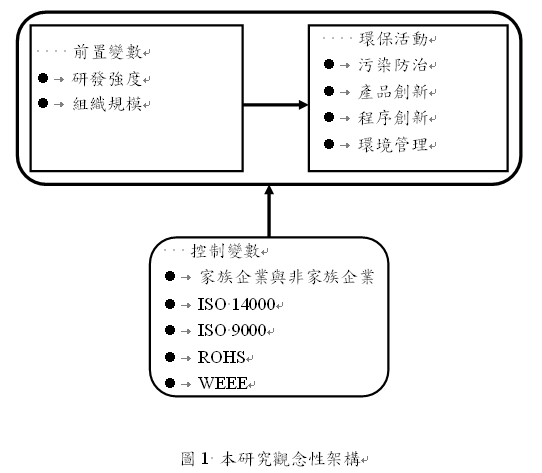 前置變數
研發強度
組織規模
環保活動
污染防治
產品創新
程序創新
環境管理
控制變數
家族企業與非家族企業
ISO 14000
ISO 9000
ROHS
WEEE
圖 1 本研究觀念性架構